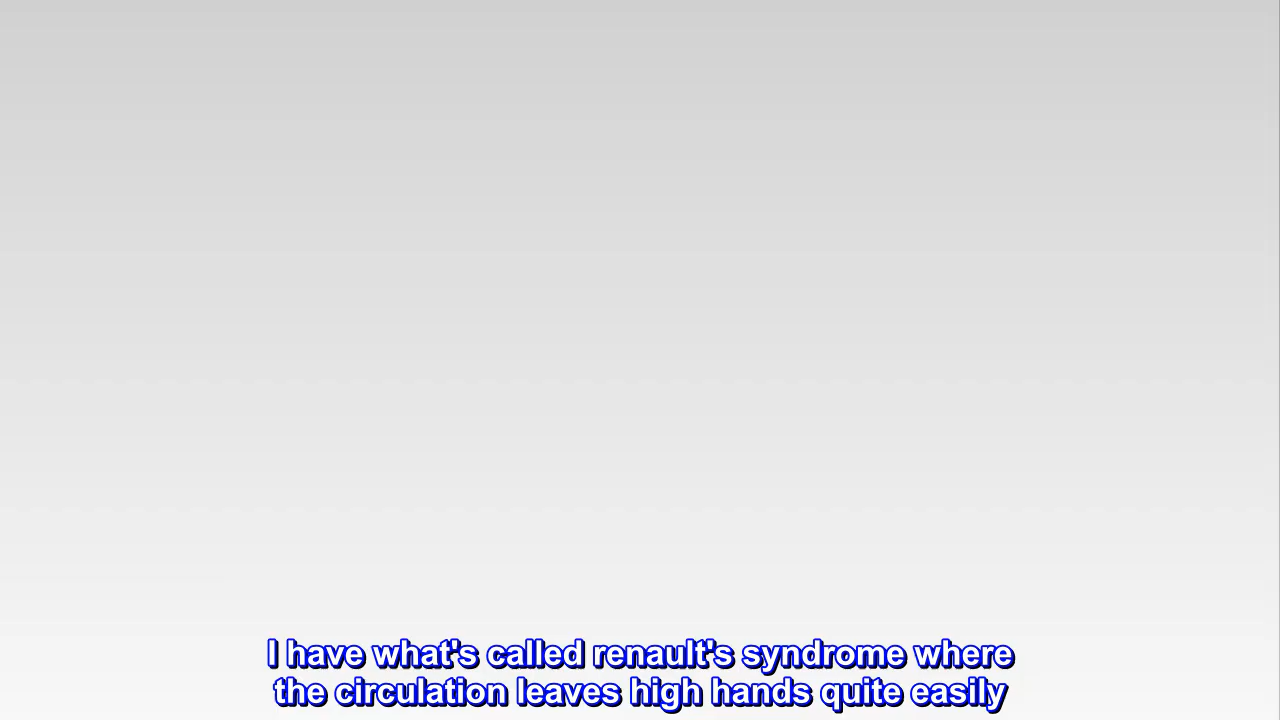 I have what's called renault's syndrome where
the circulation leaves high hands quite easily